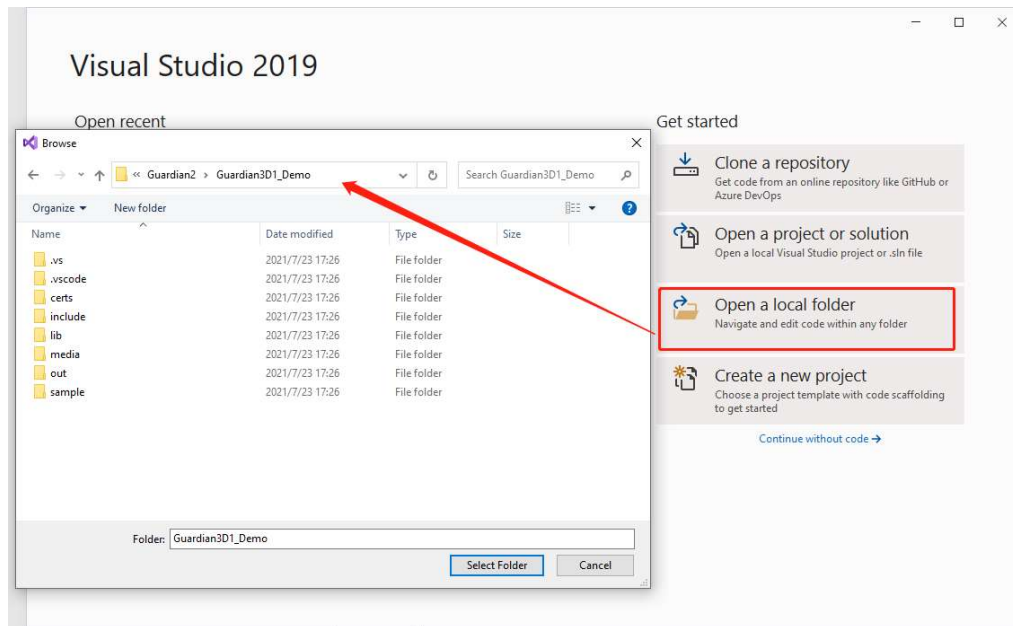 Visual Studio 2019
Open recent
Browse
« Guardian2 › Guardian3D1_Demo
Search Guardian3D1_Demo
Organize
New folder
Name Date modified Type Size
.vs 2021/7/23 17:26 File folder
.vscode 2021/7/23 17:26 File folder
certs 2021/7/23 17:26 File folder
include 2021/7/23 17:26 File folder
lib 2021/7/23 17:26 File folder
media 2021/7/23 17:26 File folder
out 2021/7/23 17:26 File folder
sample 2021/7/23 17:26 File folder
Folder: Guardian3D1_Demo
Select Folder
Cancel
Get started
Clone a repository
Get code from an online repository like GitHub or
Azure DevOps
Open a project or solution
Open a local Visual Studio project or .sln file
Open a local folder
Navigate and edit code within any folder
Create a new project
Choose a project template with code scaffolding
to get started
Continue without code →